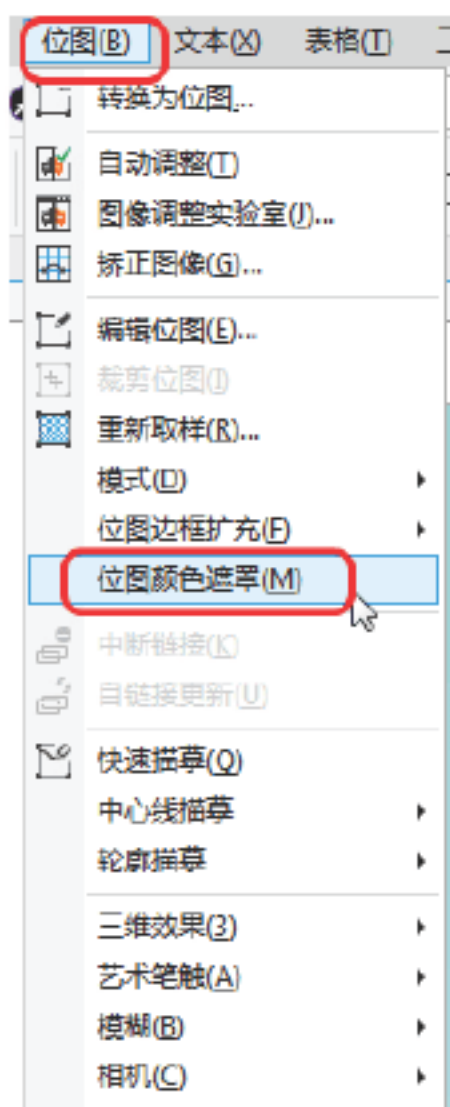 位图(B) 文本(X) 表格(T)
转换为位图...
自动调整(T)
图像调整实验室(J)...
矫正图像(G)...
编辑位图(E)...
裁剪位图(I)
重新取样(R)...
模式(D)
位图边框扩充(F)
位图颜色遮罩(M)
中断链接(K)
自链接更新(U)
快速描摹(Q)
中心线描摹
轮廓描摹
三维效果(3)
艺术笔触(A)
模糊(B)
相机(C)